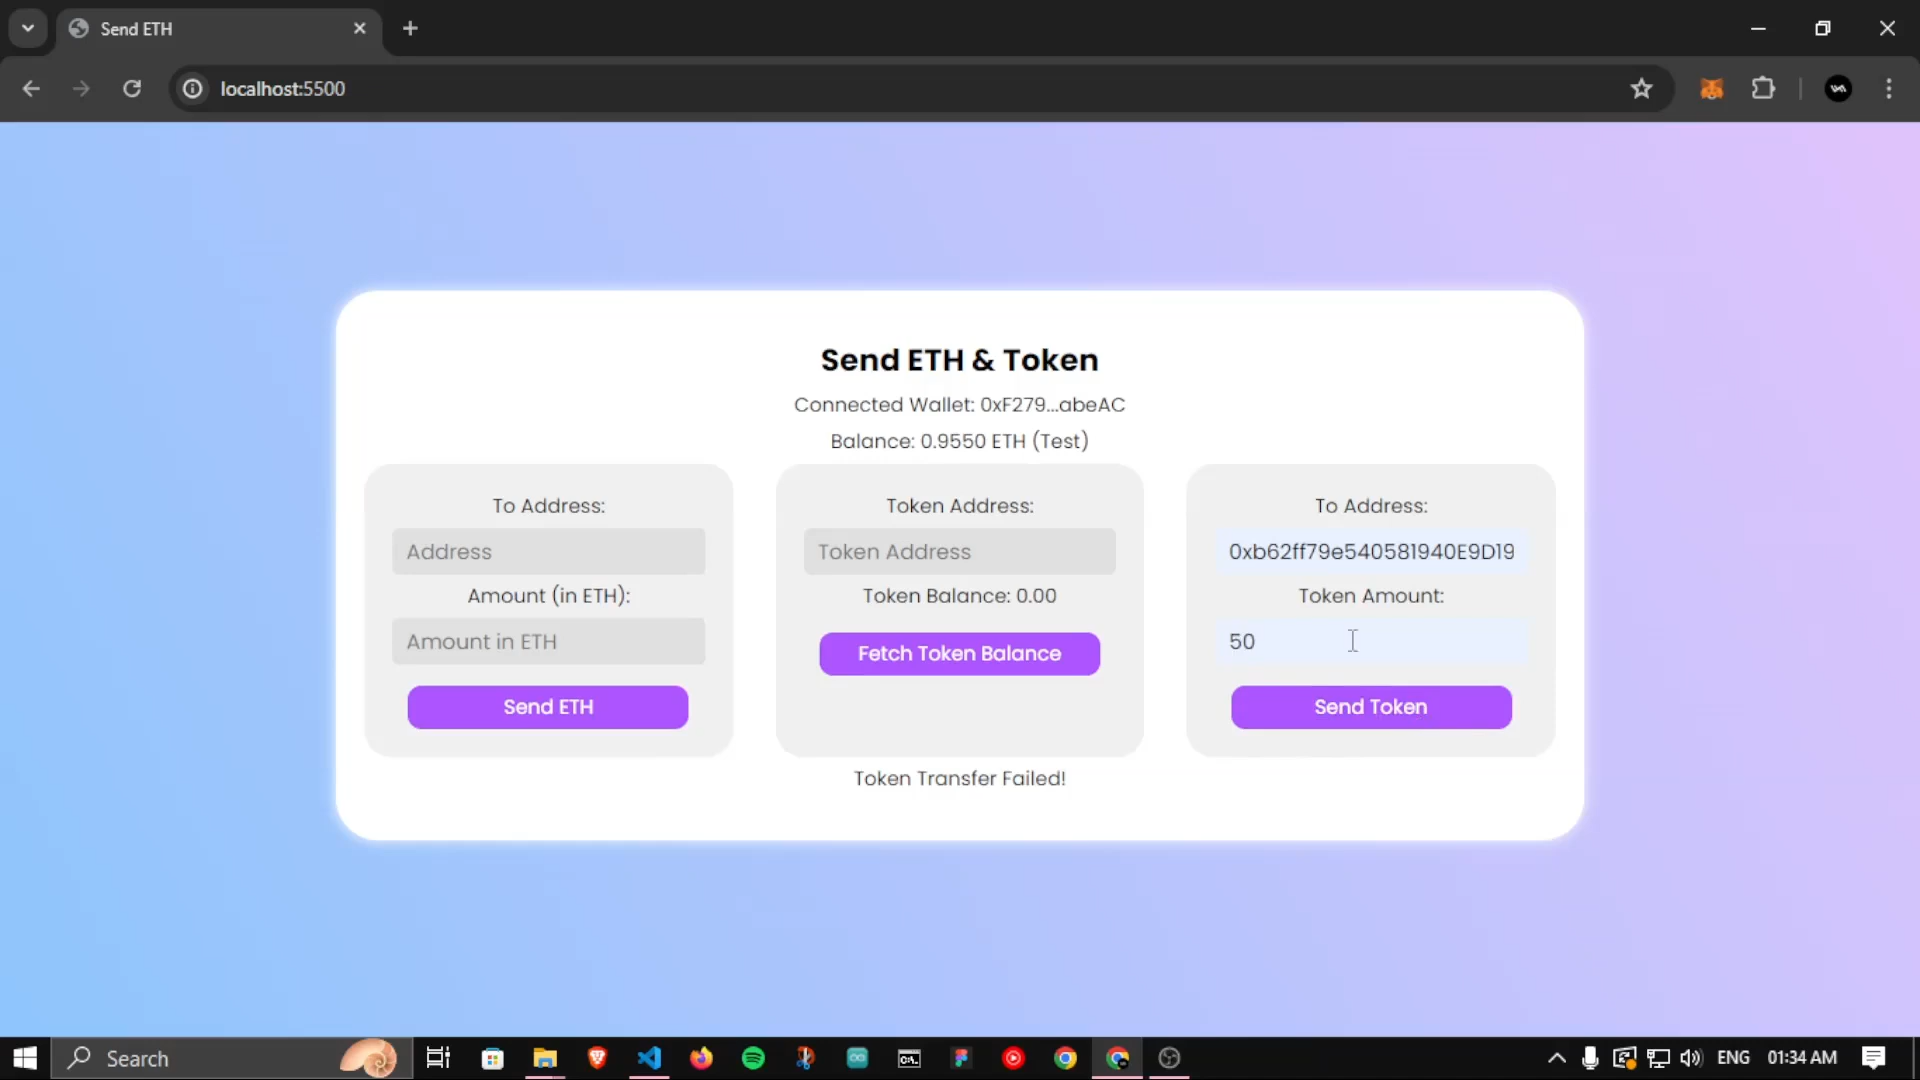 Send ETH
localhost:5500
Send ETH & Token
Connected Wallet: 0xF279...abeAC
Balance: 0.9550 ETH (Test)
To Address:
Address
Amount (in ETH):
Amount in ETH
Send ETH
Token Address:
Token Address
Token Balance: 0.00
Fetch Token Balance
To Address:
0xb62ff79e540581940E9D19
Token Amount:
50
Send Token
Token Transfer Failed!
Search
ENG
01:34 AM